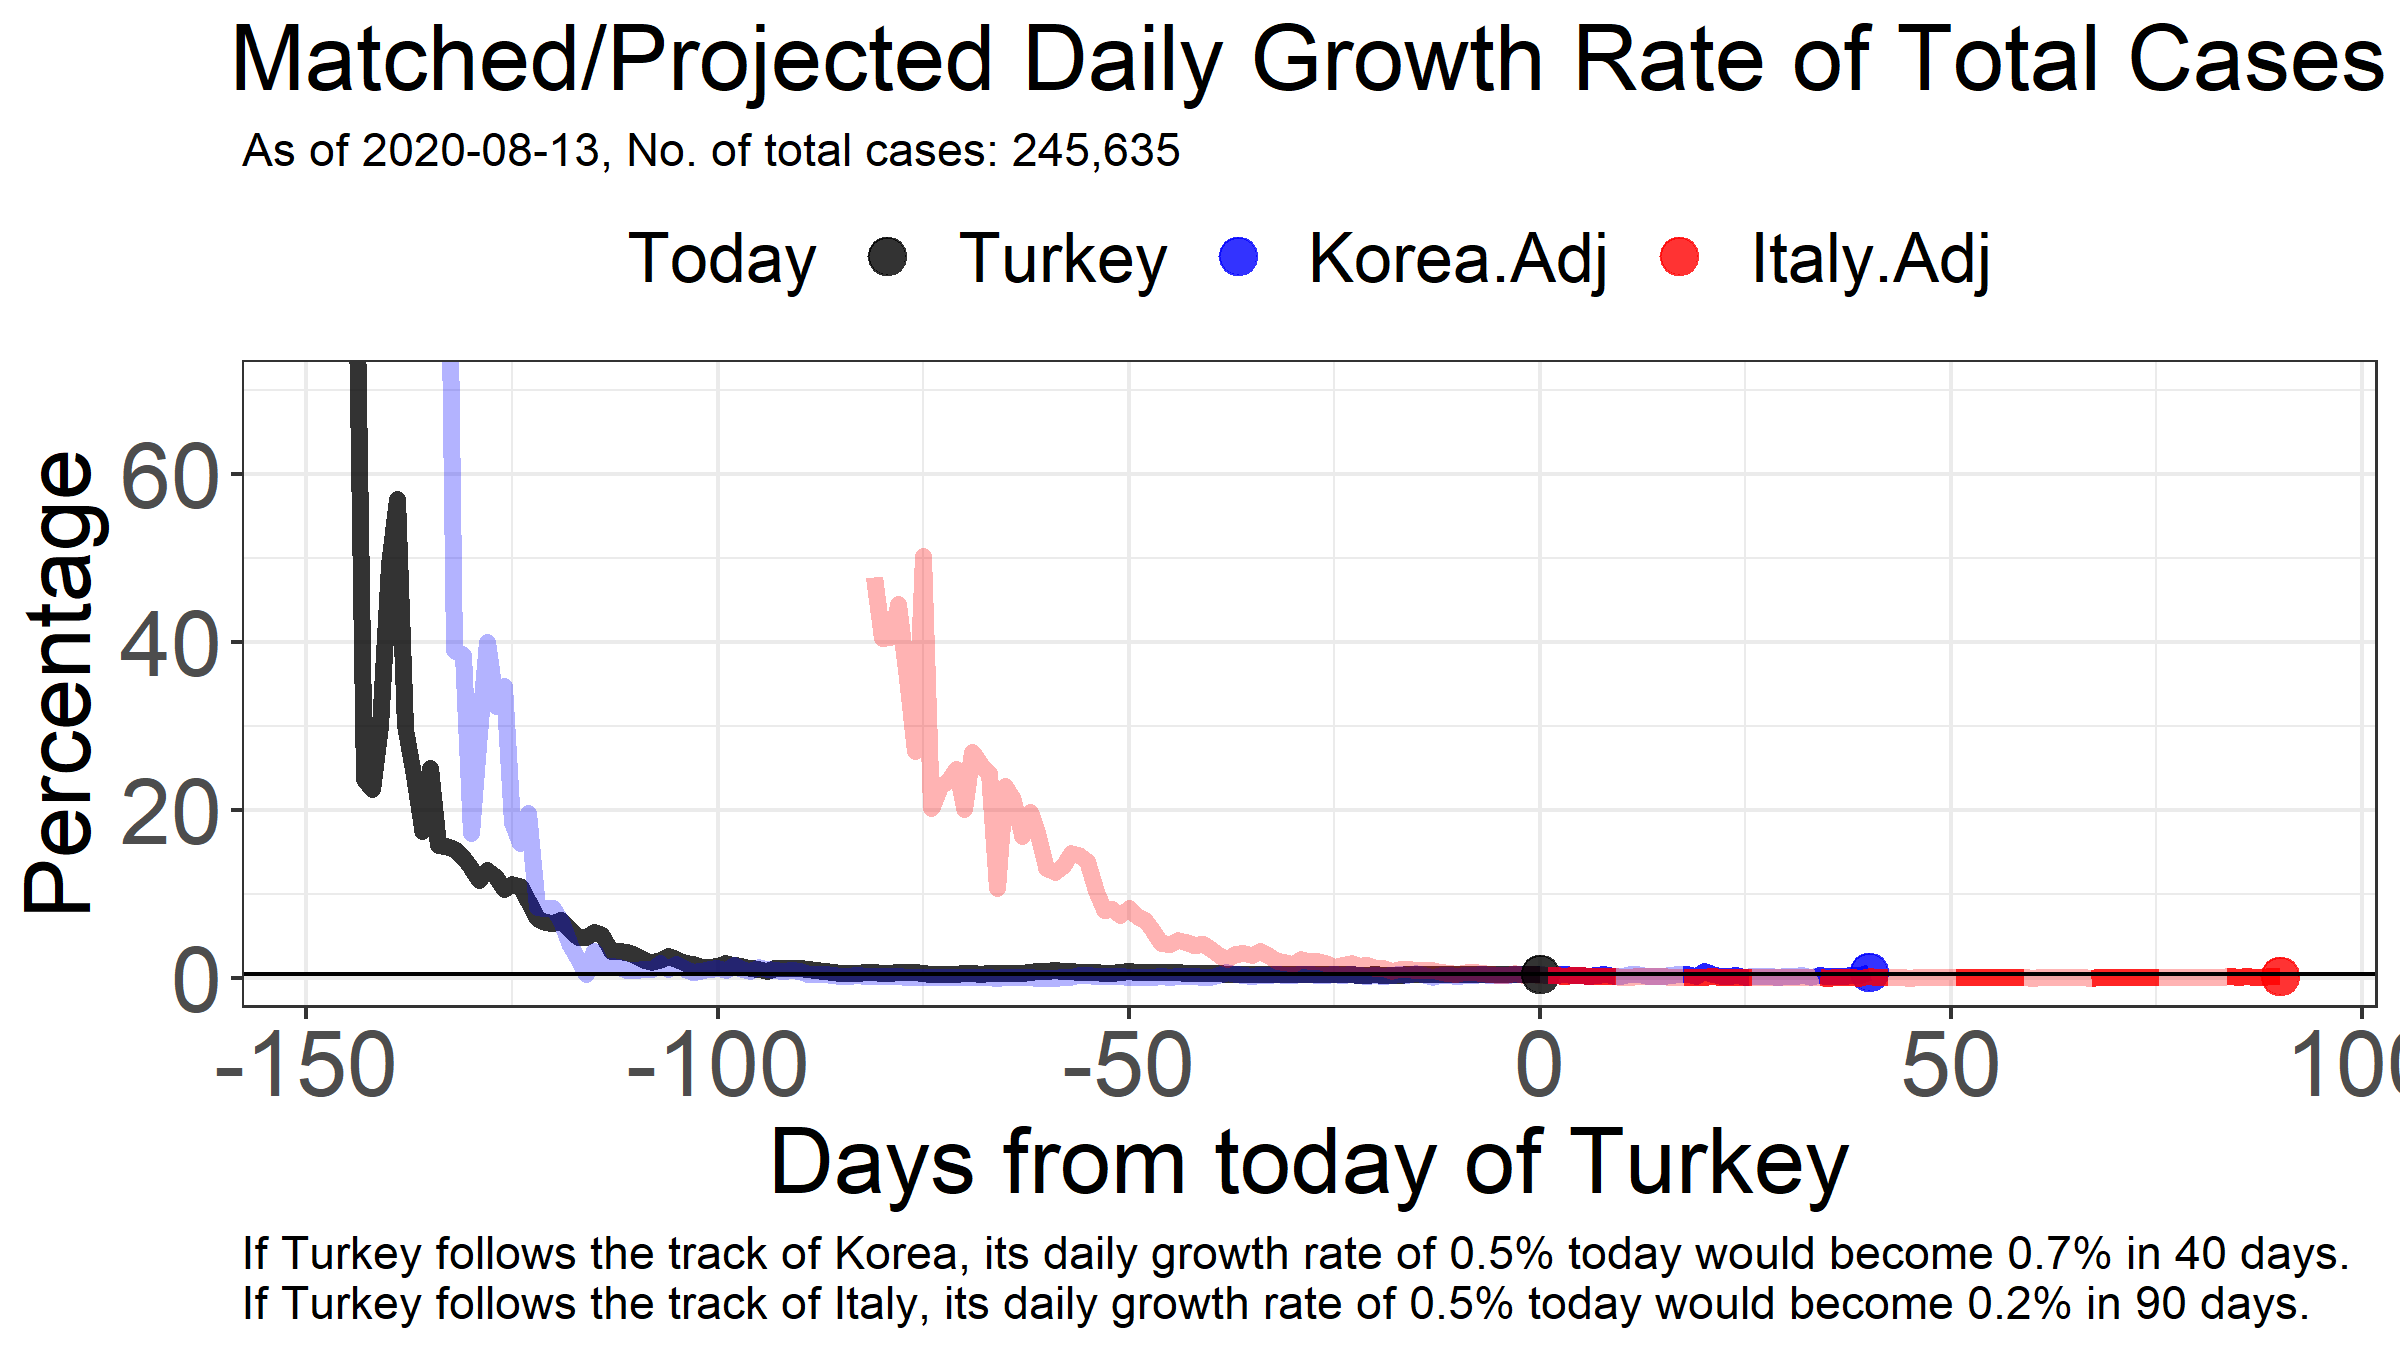 Matched/Projected Daily Growth Rate of Total Cases
As of 2020-08-13, No. of total cases: 245,635
Today Turkey Korea.Adj Italy.Adj
Percentage
60
40
20
0
-150 -100 -50 0 50 100
Days from today of Turkey
If Turkey follows the track of Korea, its daily growth rate of 0.5% today would become 0.7% in 40 days.
If Turkey follows the track of Italy, its daily growth rate of 0.5% today would become 0.2% in 90 days.